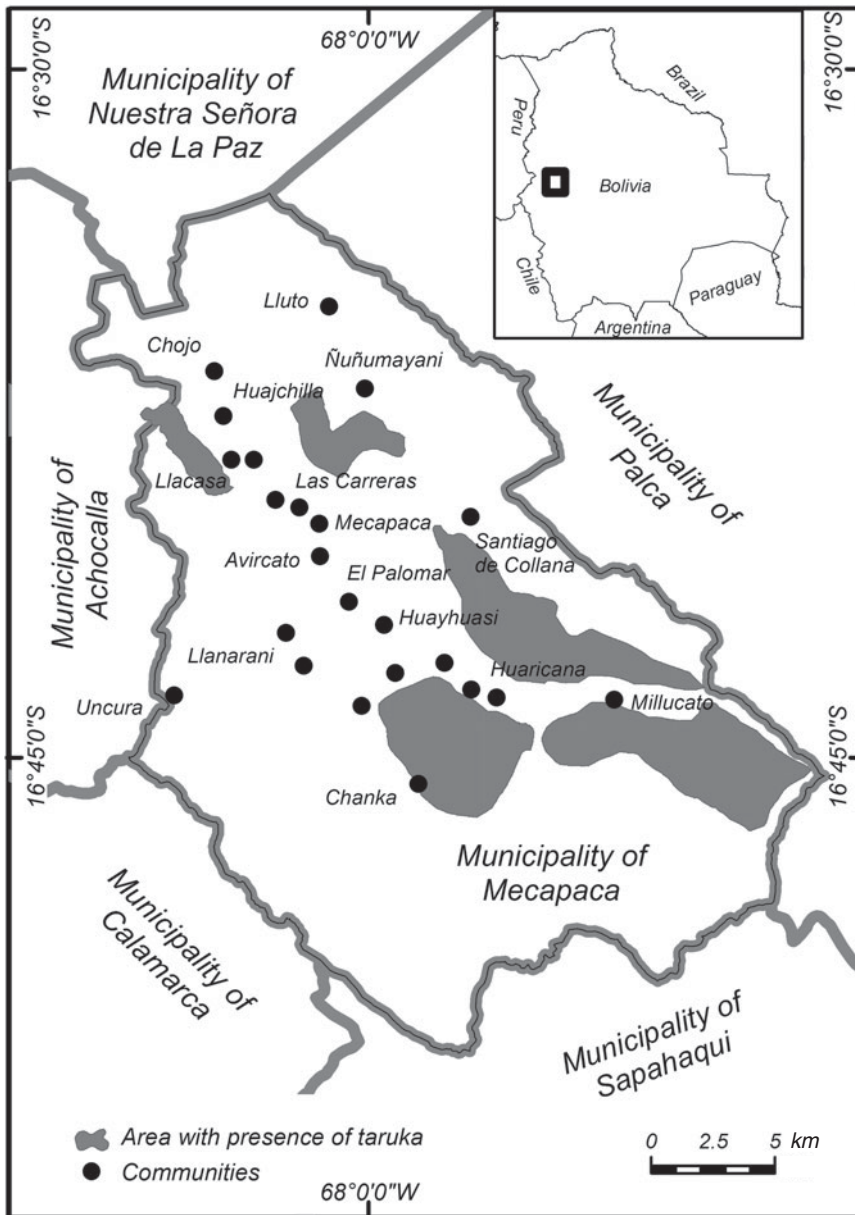 68°0'0"W
16°30'0"S
16°30'0"S
Municipality of
Nuestra Señora
de La Paz
Brazil
Peru
Bolivia
Chile
Paraguay
Argentina
Lluto
Chojo
Ñuñumayani
Huajchilla
Municipality of
Palca
Llacasa
Las Carreras
Municipality of
Achocalla
Mecapaca
Santiago
de Collana
Avircato
El Palomar
Huayhuasi
Llanarani
Huaricana
Uncura
Millucato
16°45'0"S
16°45'0"S
Chanka
Municipality of
Mecapaca
Municipality of
Calamarca
Municipality of
Sapahaqui
Area with presence of taruka
Communities
0 2.5 5 km
68°0'0"W